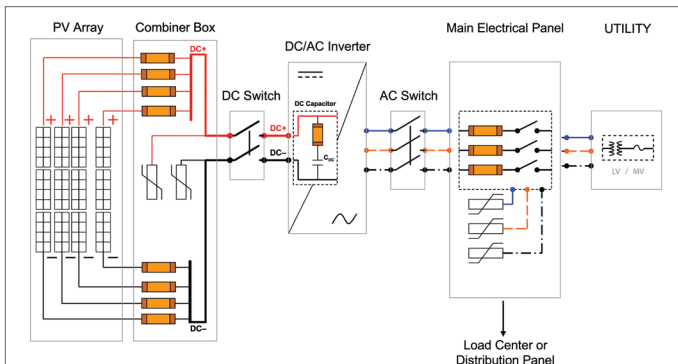 PV Array
Combiner Box
DC/AC Inverter
Main Electrical Panel
UTILITY
DC+
DC Switch
AC Switch
DC Capacitor
+ + + +
DC+
DC–
C DC
LV / MV
– – – –
DC–
Load Center or
Distribution Panel